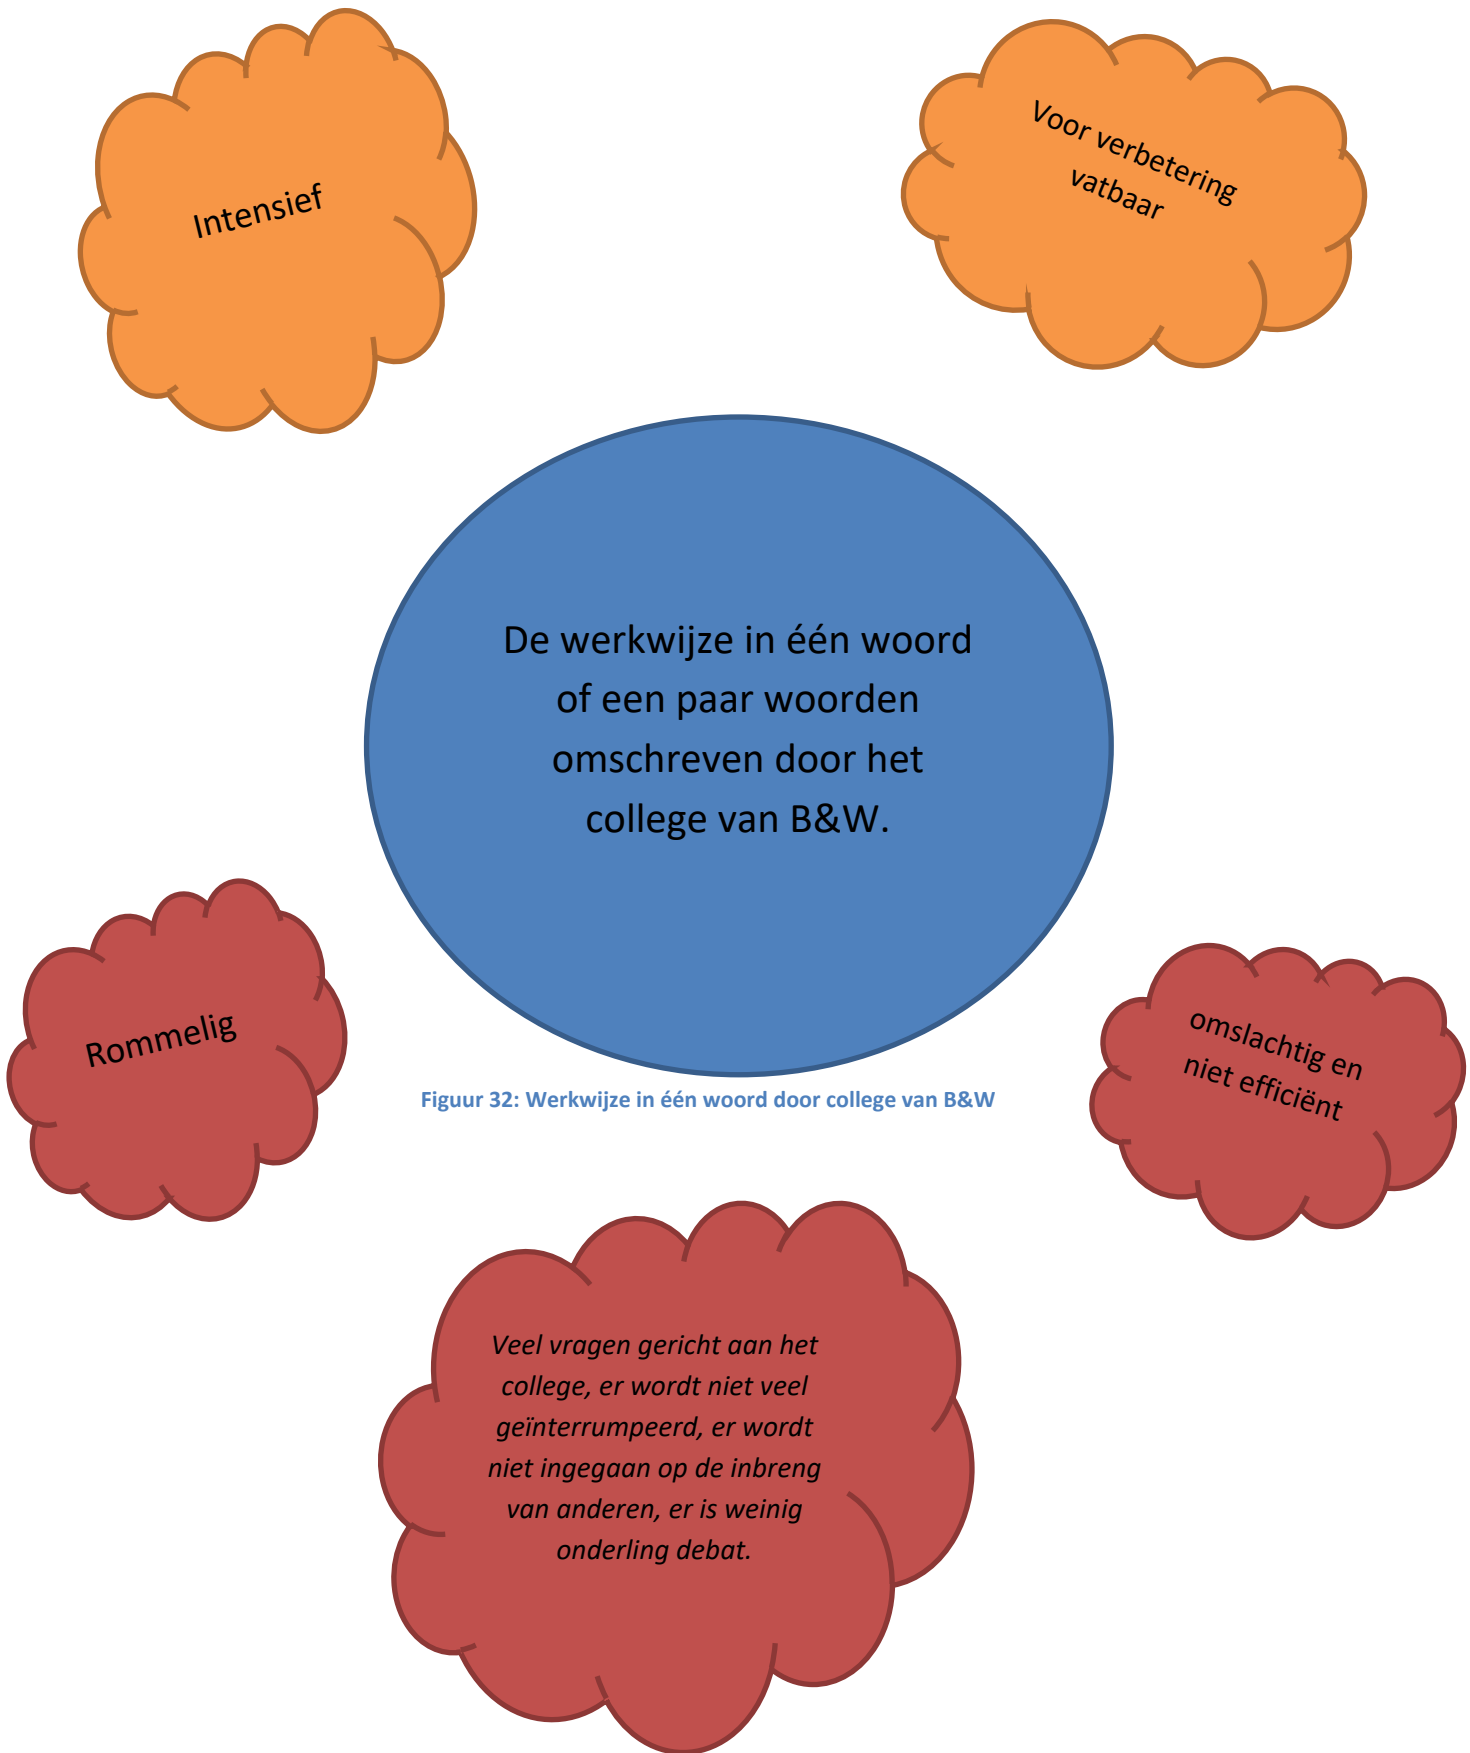 Intensief
Voor verbetering
vatbaar
De werkwijze in één woord
of een paar woorden
omschreven door het
college van B&W.
Rommelig
omslachtig en
niet efficiënt
Figuur 32: Werkwijze in één woord door college van B&W
Veel vragen gericht aan het
college, er wordt niet veel
geïnterrumpeerd, er wordt
niet ingegaan op de inbreng
van anderen, er is weinig
onderling debat.